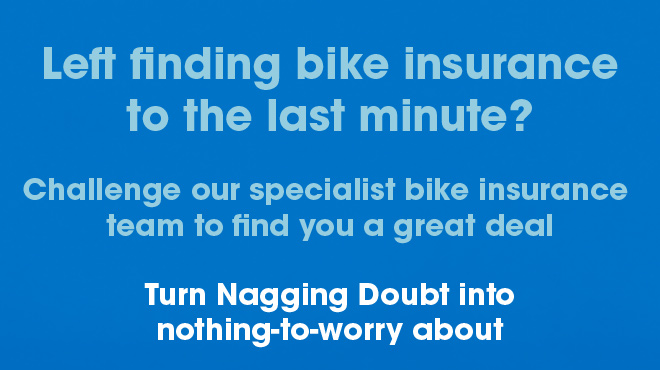 Left finding bike insurance
to the last minute?
Challenge our specialist bike insurance
team to find you a great deal
Turn Nagging Doubt into
nothing-to-worry about